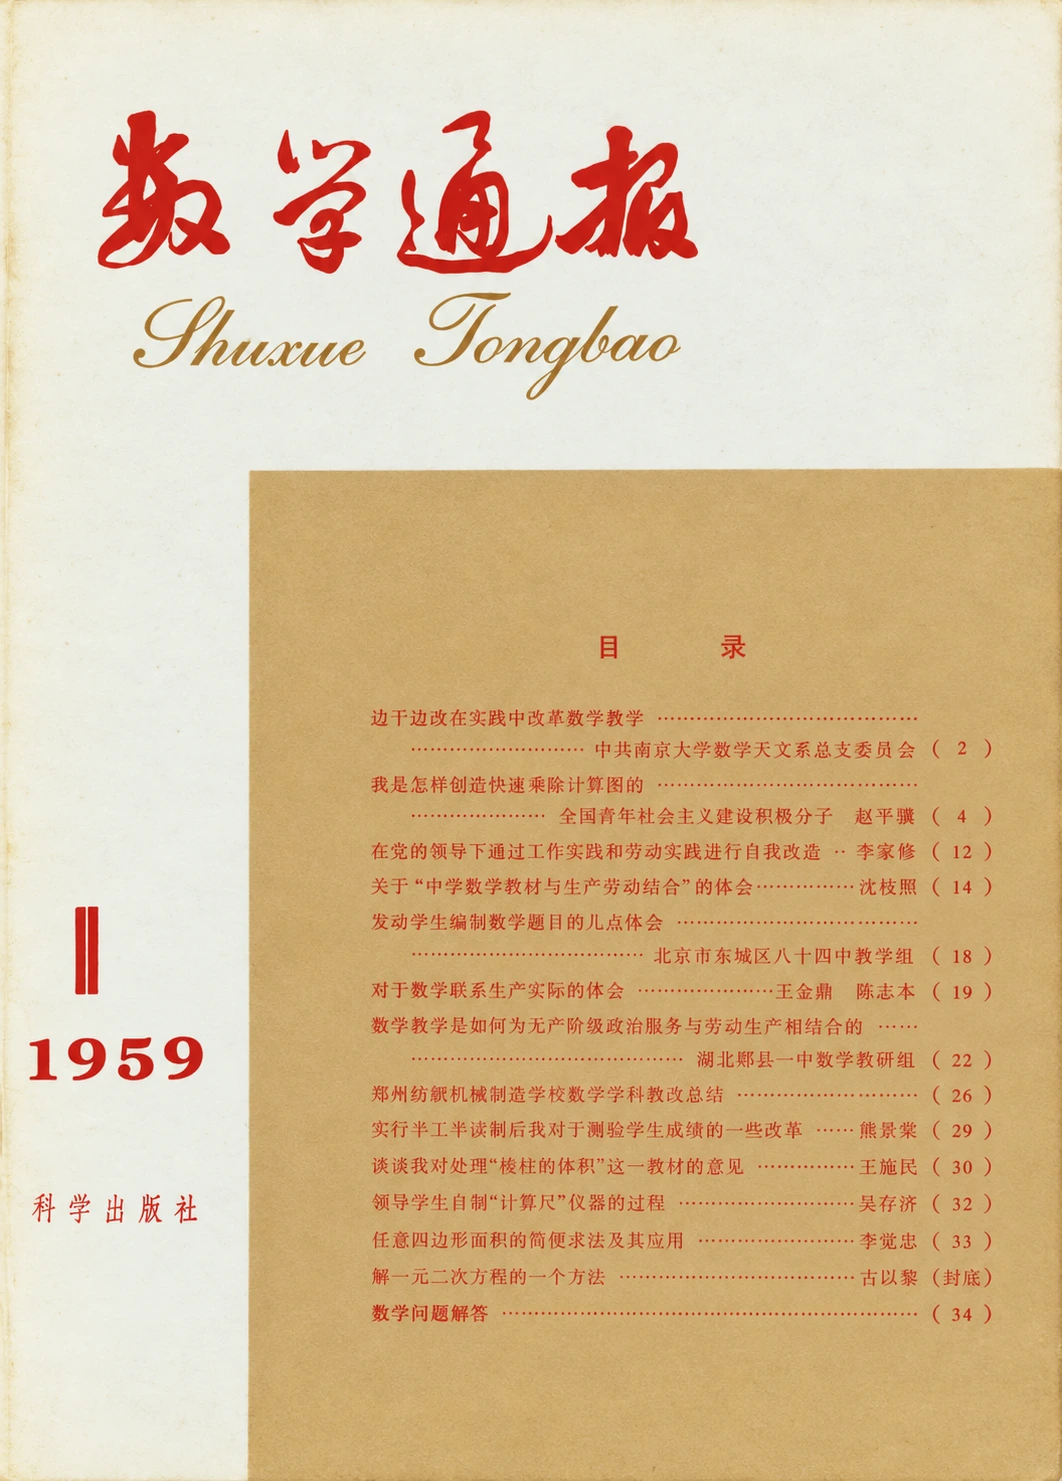 数学通报
Shuxue Tongbao
目 录
边干边改在实践中改革数学教学 ……………………………………
……………………… 中共南京大学数学天文系总支委员会 ( 2 )
我是怎样创造快速乘除计算图的 ……………………………………
………………… 全国青年社会主义建设积极分子 赵平骥 ( 4 )
在党的领导下通过工作实践和劳动实践进行自我改造 ·· 李家修 ( 12 )
关于“中学数学教材与生产劳动结合”的体会…………… 沈枝照 ( 14 )
发动学生编制数学题目的几点体会 …………………………………
……………………………… 北京市东城区八十四中教学组 ( 18 )
对于数学联系生产实际的体会 …………………王金鼎 陈志本 ( 19 )
数学教学是如何为无产阶级政治服务与劳动生产相结合的 ……
…………………………………… 湖北郧县一中数学教研组 ( 22 )
郑州纺织机械制造学校数学学科教改总结 ……………………… ( 26 )
实行半工半读制后我对于测验学生成绩的一些改革 …… 熊景棠 ( 29 )
谈谈我对处理“棱柱的体积”这一教材的意见 …………… 王施民 ( 30 )
领导学生自制“计算尺”仪器的过程 ……………………… 吴存济 ( 32 )
任意四边形面积的简便求法及其应用 …………………… 李觉忠 ( 33 )
解一元二次方程的一个方法 ……………………………… 古以黎 (封底)
数学问题解答 ……………………………………………………… ( 34 )
1959
科学出版社